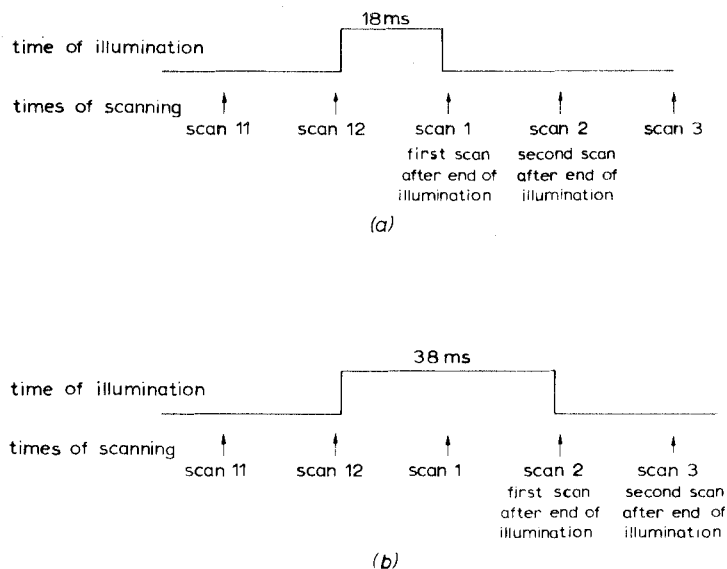 18ms
time of illumination
times of scanning
scan 11 scan 12 scan 1 scan 2 scan 3
first scan second scan
after end of after end of
illumination illumination
(a)
38 ms
time of illumination
times of scanning
scan 11 scan 12 scan 1 scan 2 scan 3
first scan second scan
after end of after end of
illumination illumination
(b)